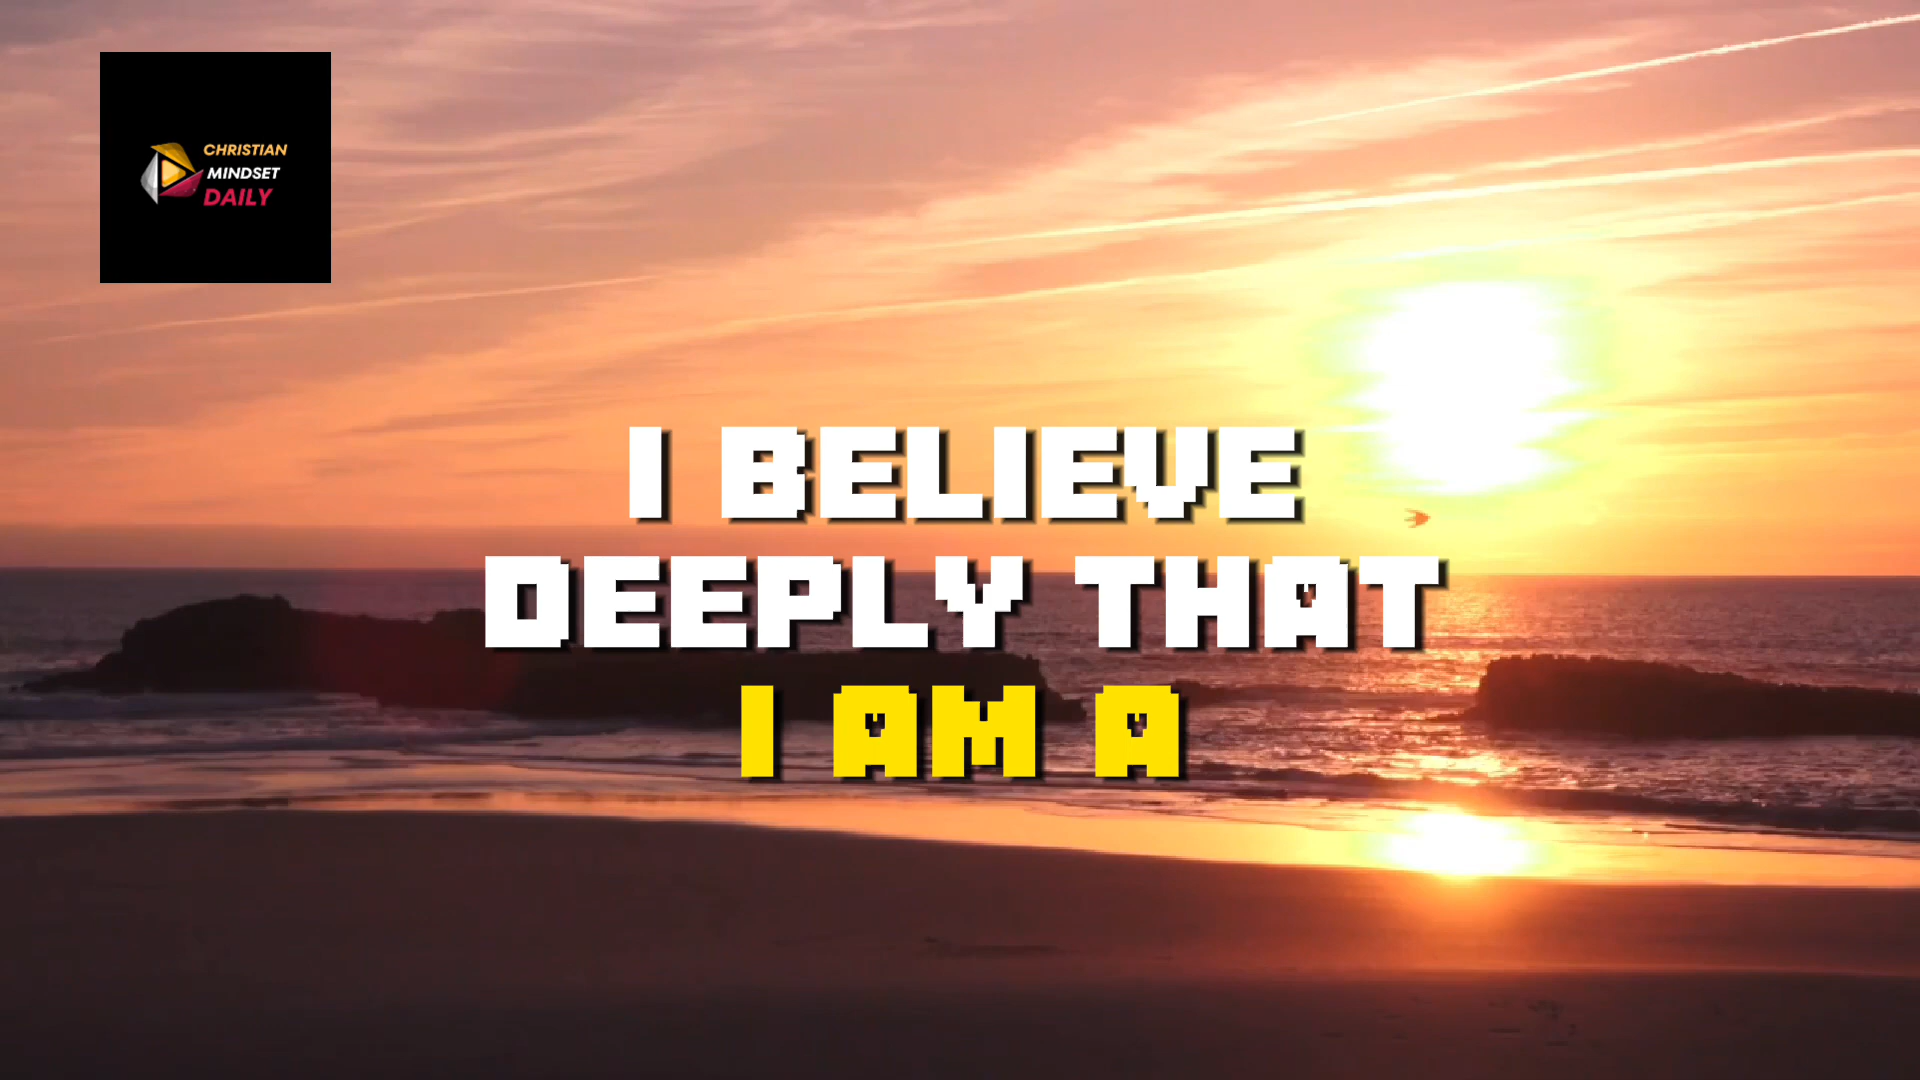 CHRISTIAN
MINDSET
DAILY
I BELIEVE
DEEPLY THAT
I AM A